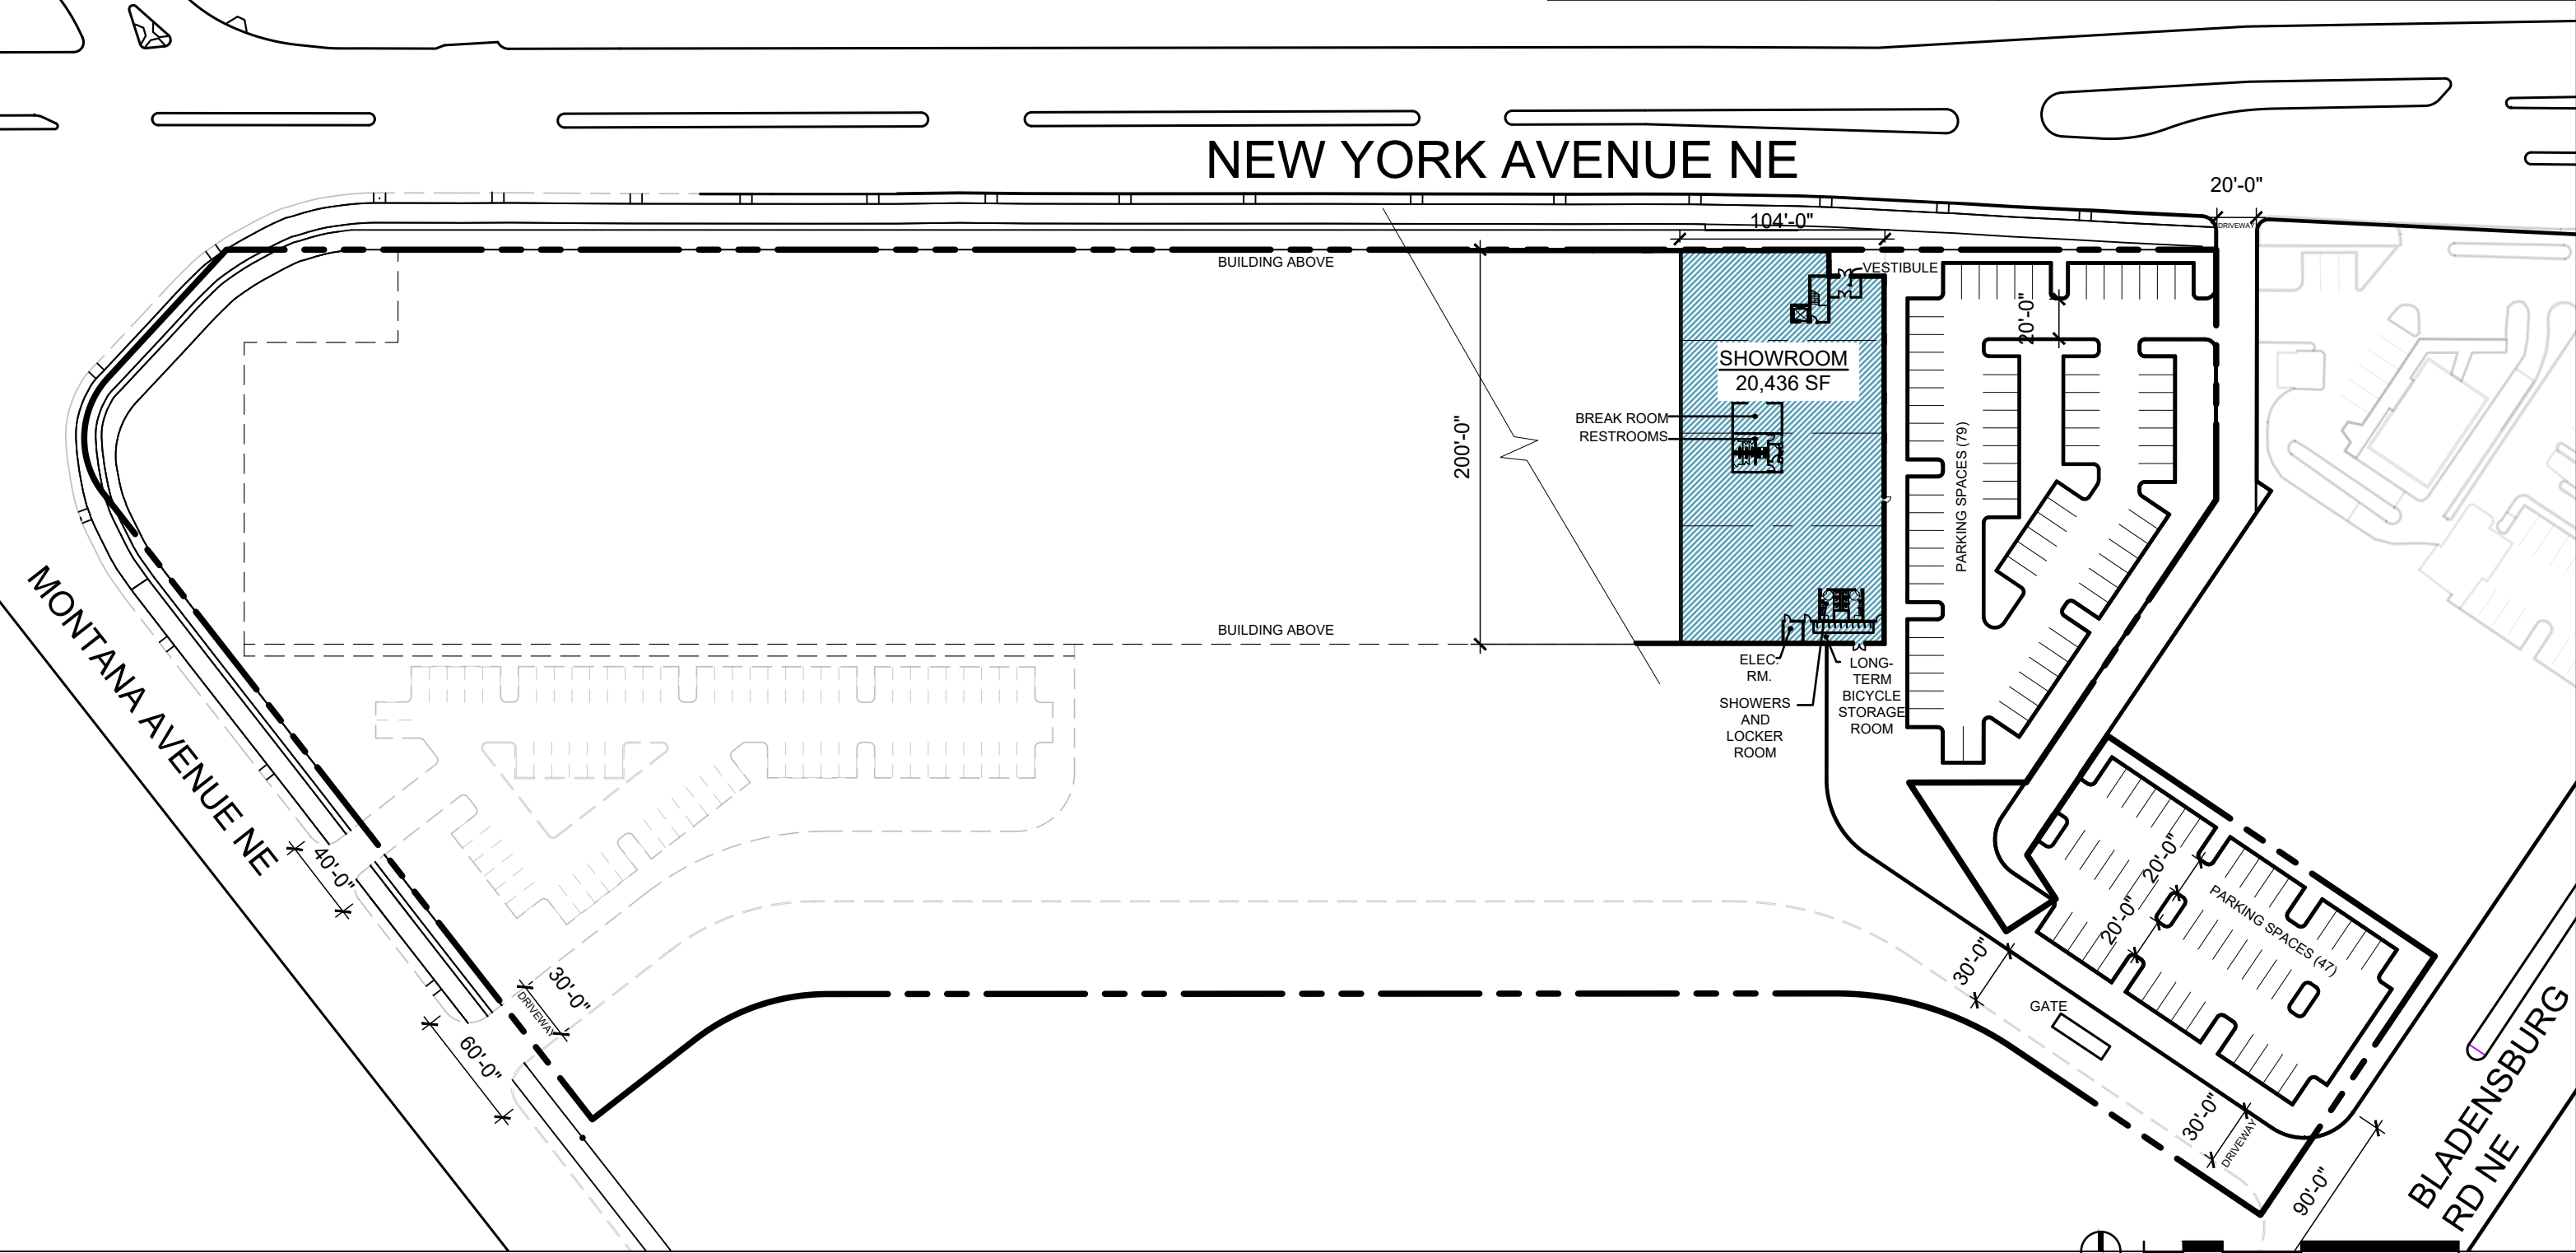 NEW YORK AVENUE NE
20'-0"
DRIVEWAY
104'-0"
BUILDING ABOVE
VESTIBULE
20'-0"
SHOWROOM
20,436 SF
BREAK ROOM
RESTROOMS
200'-0"
PARKING SPACES (79)
BUILDING ABOVE
ELEC.
RM.
LONG-
TERM
BICYCLE
STORAGE
ROOM
SHOWERS
AND
LOCKER
ROOM
MONTANA AVENUE NE
40'-0"
20'-0"
20'-0"
PARKING SPACES (47)
30'-0"
DRIVEWAY
60'-0"
30'-0"
GATE
30'-0"
DRIVEWAY
90'-0"
BLADENSBURG
RD NE